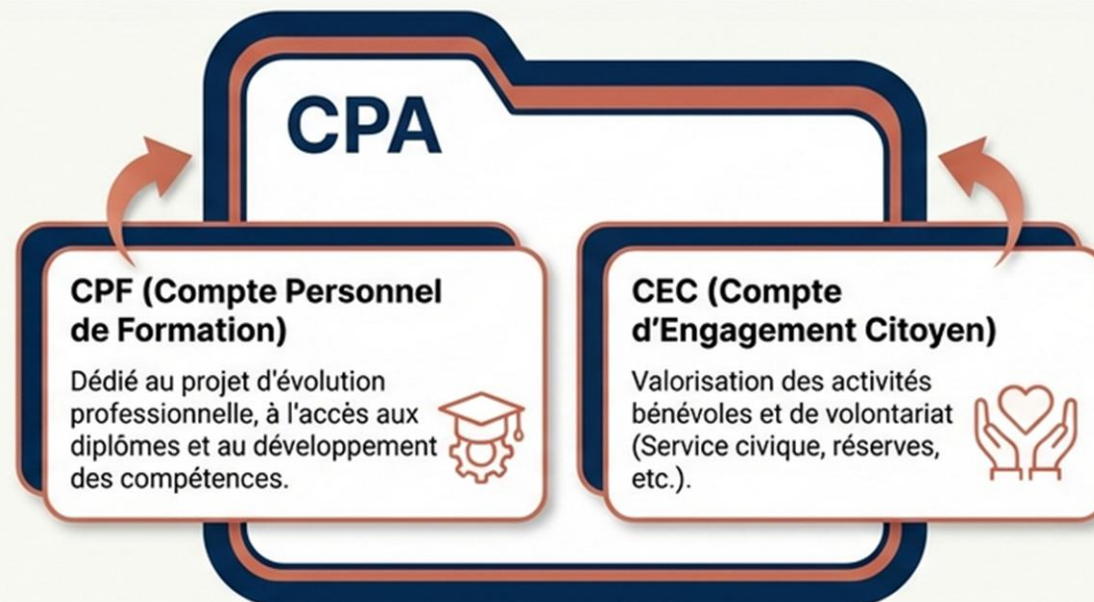 CPA
CPF (Compte Personnel
de Formation)
Dédié au projet d'évolution
professionnelle, à l'accès aux
diplômes et au développement
des compétences.
CEC (Compte
d'Engagement Citoyen)
Valorisation des activités
bénévoles et de volontariat
(Service civique, réserves,
etc.).